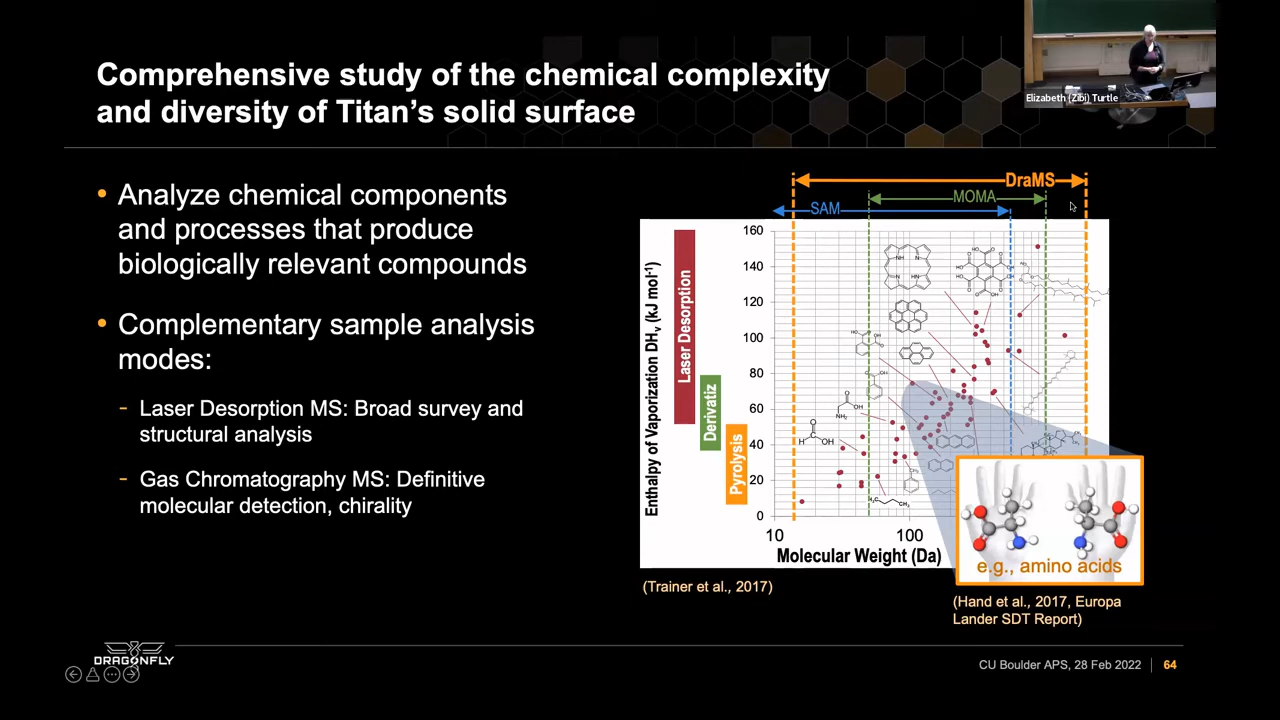 Elizabeth (Zibi) Turtle
Comprehensive study of the chemical complexity
and diversity of Titan's solid surface
• Analyze chemical components
and processes that produce
biologically relevant compounds
• Complementary sample analysis
modes:
- Laser Desorption MS: Broad survey and
structural analysis
- Gas Chromatography MS: Definitive
molecular detection, chirality
DraMS
MOMA
SAM
Enthalpy of Vaporization DHᵥ (kJ mol⁻¹)
Laser Desorption
Derivatiz
Pyrolysis
160
140
120
100
80
60
40
20
0
10
100
Molecular Weight (Da)
e.g., amino acids
(Trainer et al., 2017)
(Hand et al., 2017, Europa
Lander SDT Report)
DRAGONFLY
CU Boulder APS, 28 Feb 2022 | 64